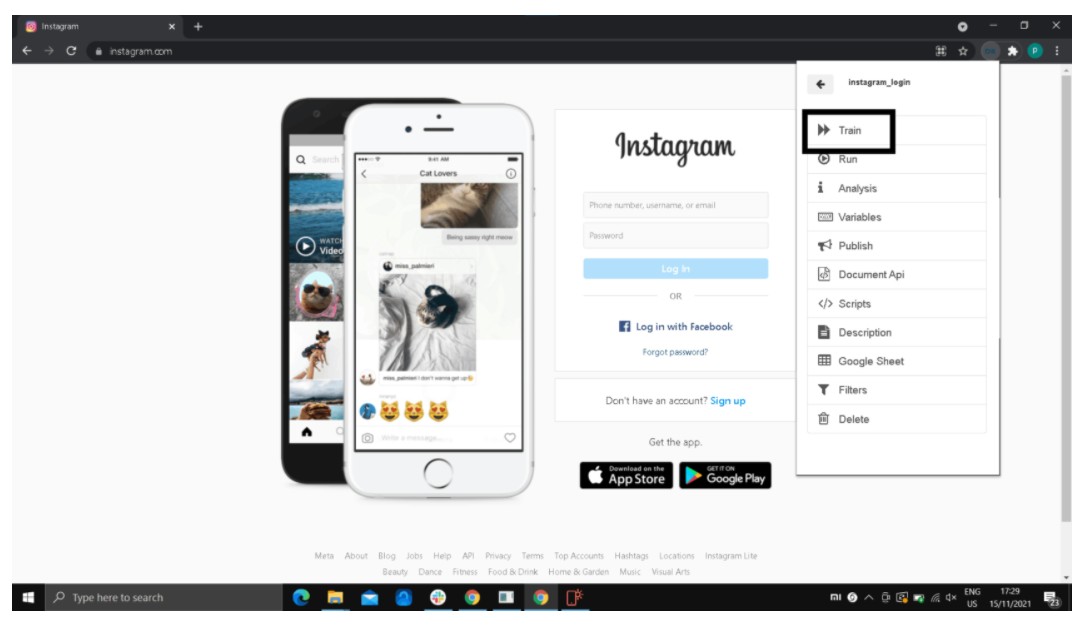 Instagram
instagram.com
P
instagram_login
Train
Run
Analysis
Variables
Publish
Document Api
Scripts
Description
Google Sheet
Filters
Delete
Search
WATCH
Video
9:41 AM
Cat Lovers
Being sassy right meow
miss_palmieri
miss_palmieri I don't wanna get up
Write a message...
Instagram
Phone number, username, or email
Password
Log In
OR
Log in with Facebook
Forgot password?
Don't have an account? Sign up
Get the app.
Download on the
App Store
GET IT ON
Google Play
Meta About Blog Jobs Help API Privacy Terms Top Accounts Hashtags Locations Instagram Lite
Beauty Dance Fitness Food & Drink Home & Garden Music Visual Arts
Type here to search
ENG
US
17:29
15/11/2021
23